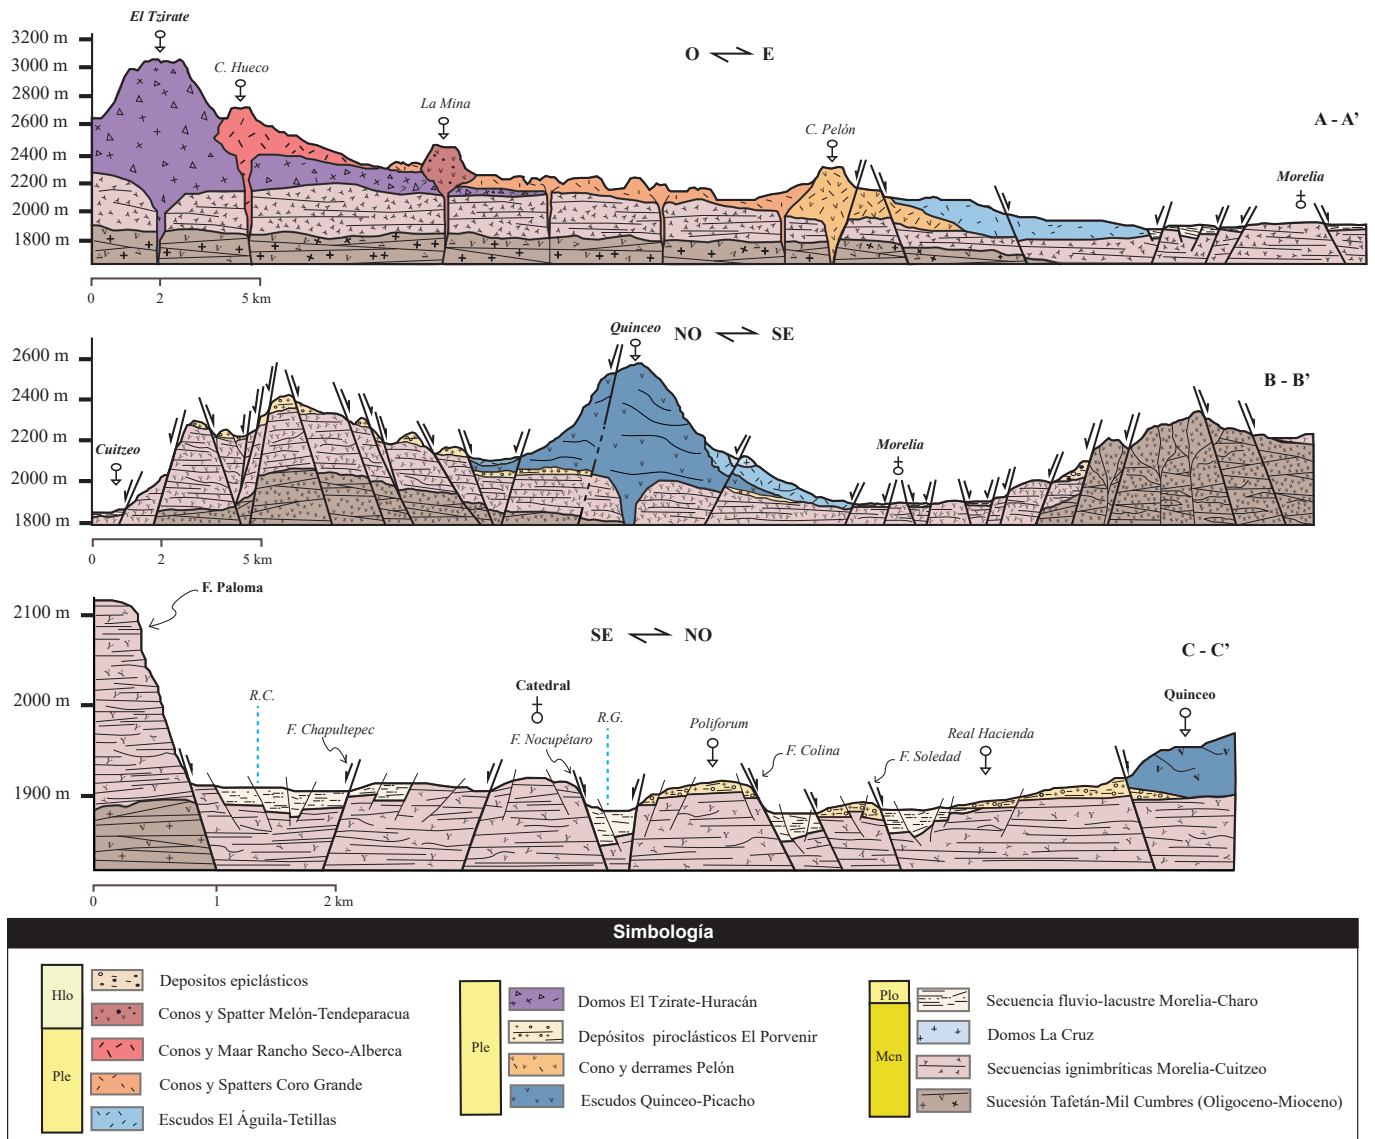 El Tzirate
3200 m
3000 m
2800 m
2600 m
2400 m
2200 m
2000 m
1800 m
C. Hueco
La Mina
O E
C. Pelón
A - A’
Morelia
0 2 5 km
Quinceo
NO SE
B - B’
2600 m
2400 m
2200 m
2000 m
1800 m
Cuitzeo
Morelia
0 2 5 km
F. Paloma
2100 m
2000 m
1900 m
SE NO
C - C’
R.C.
F. Chapultepec
Catedral
F. Nocupétaro
R.G.
Poliforum
F. Colina
F. Soledad
Real Hacienda
Quinceo
0 1 2 km
Simbología
Hlo
Ple
Depositos epiclásticos
Conos y Spatter Melón-Tendeparacua
Conos y Maar Rancho Seco-Alberca
Conos y Spatters Coro Grande
Escudos El Águila-Tetillas
Ple
Domos El Tzirate-Huracán
Depósitos piroclásticos El Porvenir
Cono y derrames Pelón
Escudos Quinceo-Picacho
Plo
Mcn
Secuencia fluvio-lacustre Morelia-Charo
Domos La Cruz
Secuencias ignimbríticas Morelia-Cuitzeo
Sucesión Tafetán-Mil Cumbres (Oligoceno-Mioceno)